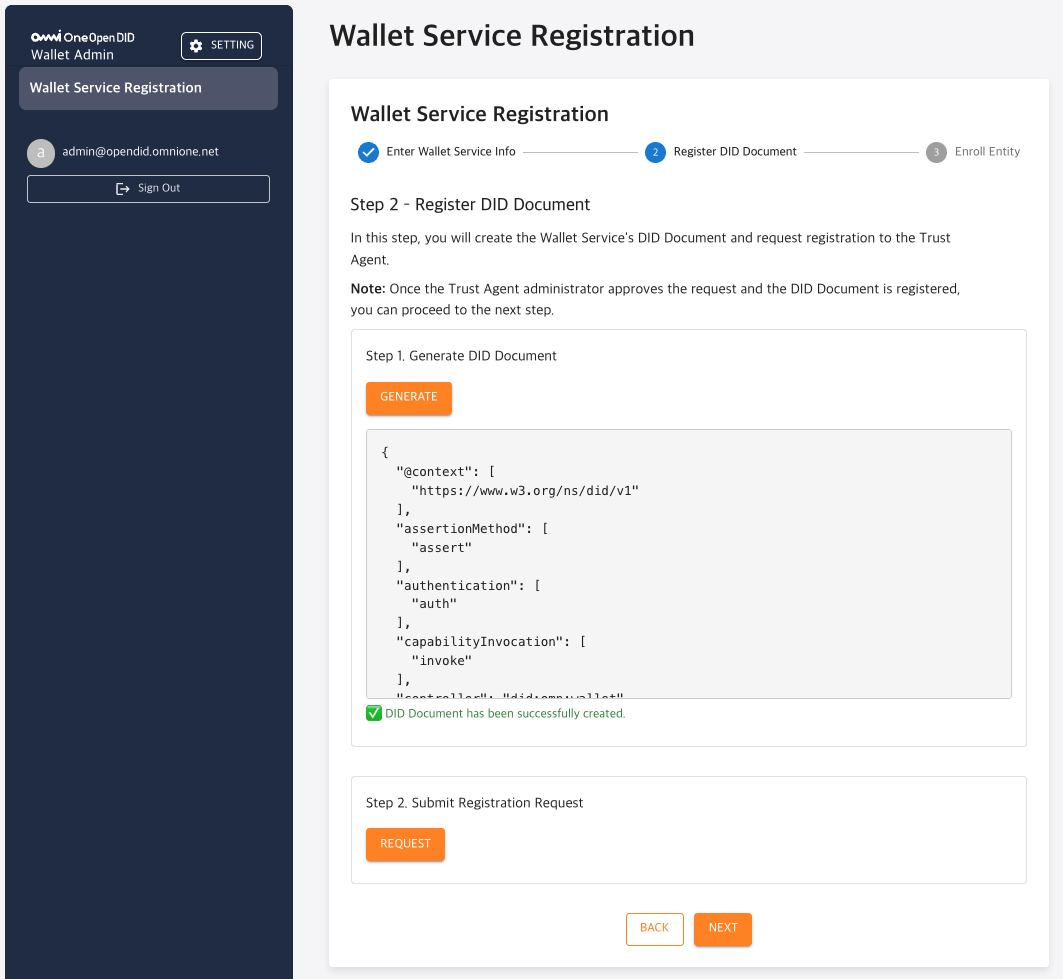 Omni OneOpenDID
Wallet Admin
SETTING
Wallet Service Registration
a
admin@opendid.omnione.net
Sign Out
Wallet Service Registration
Wallet Service Registration
Enter Wallet Service Info
2
Register DID Document
3
Enroll Entity
Step 2 - Register DID Document
In this step, you will create the Wallet Service's DID Document and request registration to the Trust
Agent.
Note: Once the Trust Agent administrator approves the request and the DID Document is registered,
you can proceed to the next step.
Step 1. Generate DID Document
GENERATE
{
"@context": [
"https://www.w3.org/ns/did/v1"
],
"assertionMethod": [
"assert"
],
"authentication": [
"auth"
],
"capabilityInvocation": [
"invoke"
],
"controller": "did:omn:wallet"
DID Document has been successfully created.
Step 2. Submit Registration Request
REQUEST
BACK
NEXT